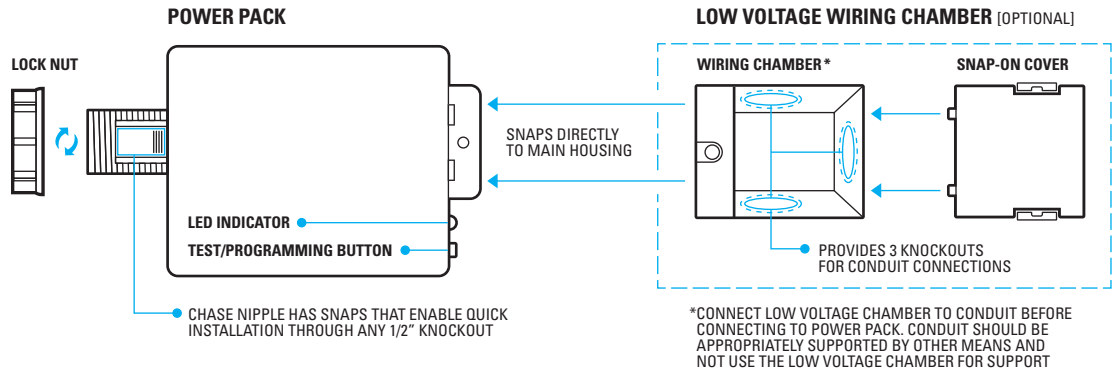 POWER PACK
LOW VOLTAGE WIRING CHAMBER [OPTIONAL]
LOCK NUT
WIRING CHAMBER*
SNAP-ON COVER
SNAPS DIRECTLY
TO MAIN HOUSING
LED INDICATOR
TEST/PROGRAMMING BUTTON
PROVIDES 3 KNOCKOUTS
FOR CONDUIT CONNECTIONS
CHASE NIPPLE HAS SNAPS THAT ENABLE QUICK
INSTALLATION THROUGH ANY 1/2” KNOCKOUT
*CONNECT LOW VOLTAGE CHAMBER TO CONDUIT BEFORE
CONNECTING TO POWER PACK. CONDUIT SHOULD BE
APPROPRIATELY SUPPORTED BY OTHER MEANS AND
NOT USE THE LOW VOLTAGE CHAMBER FOR SUPPORT